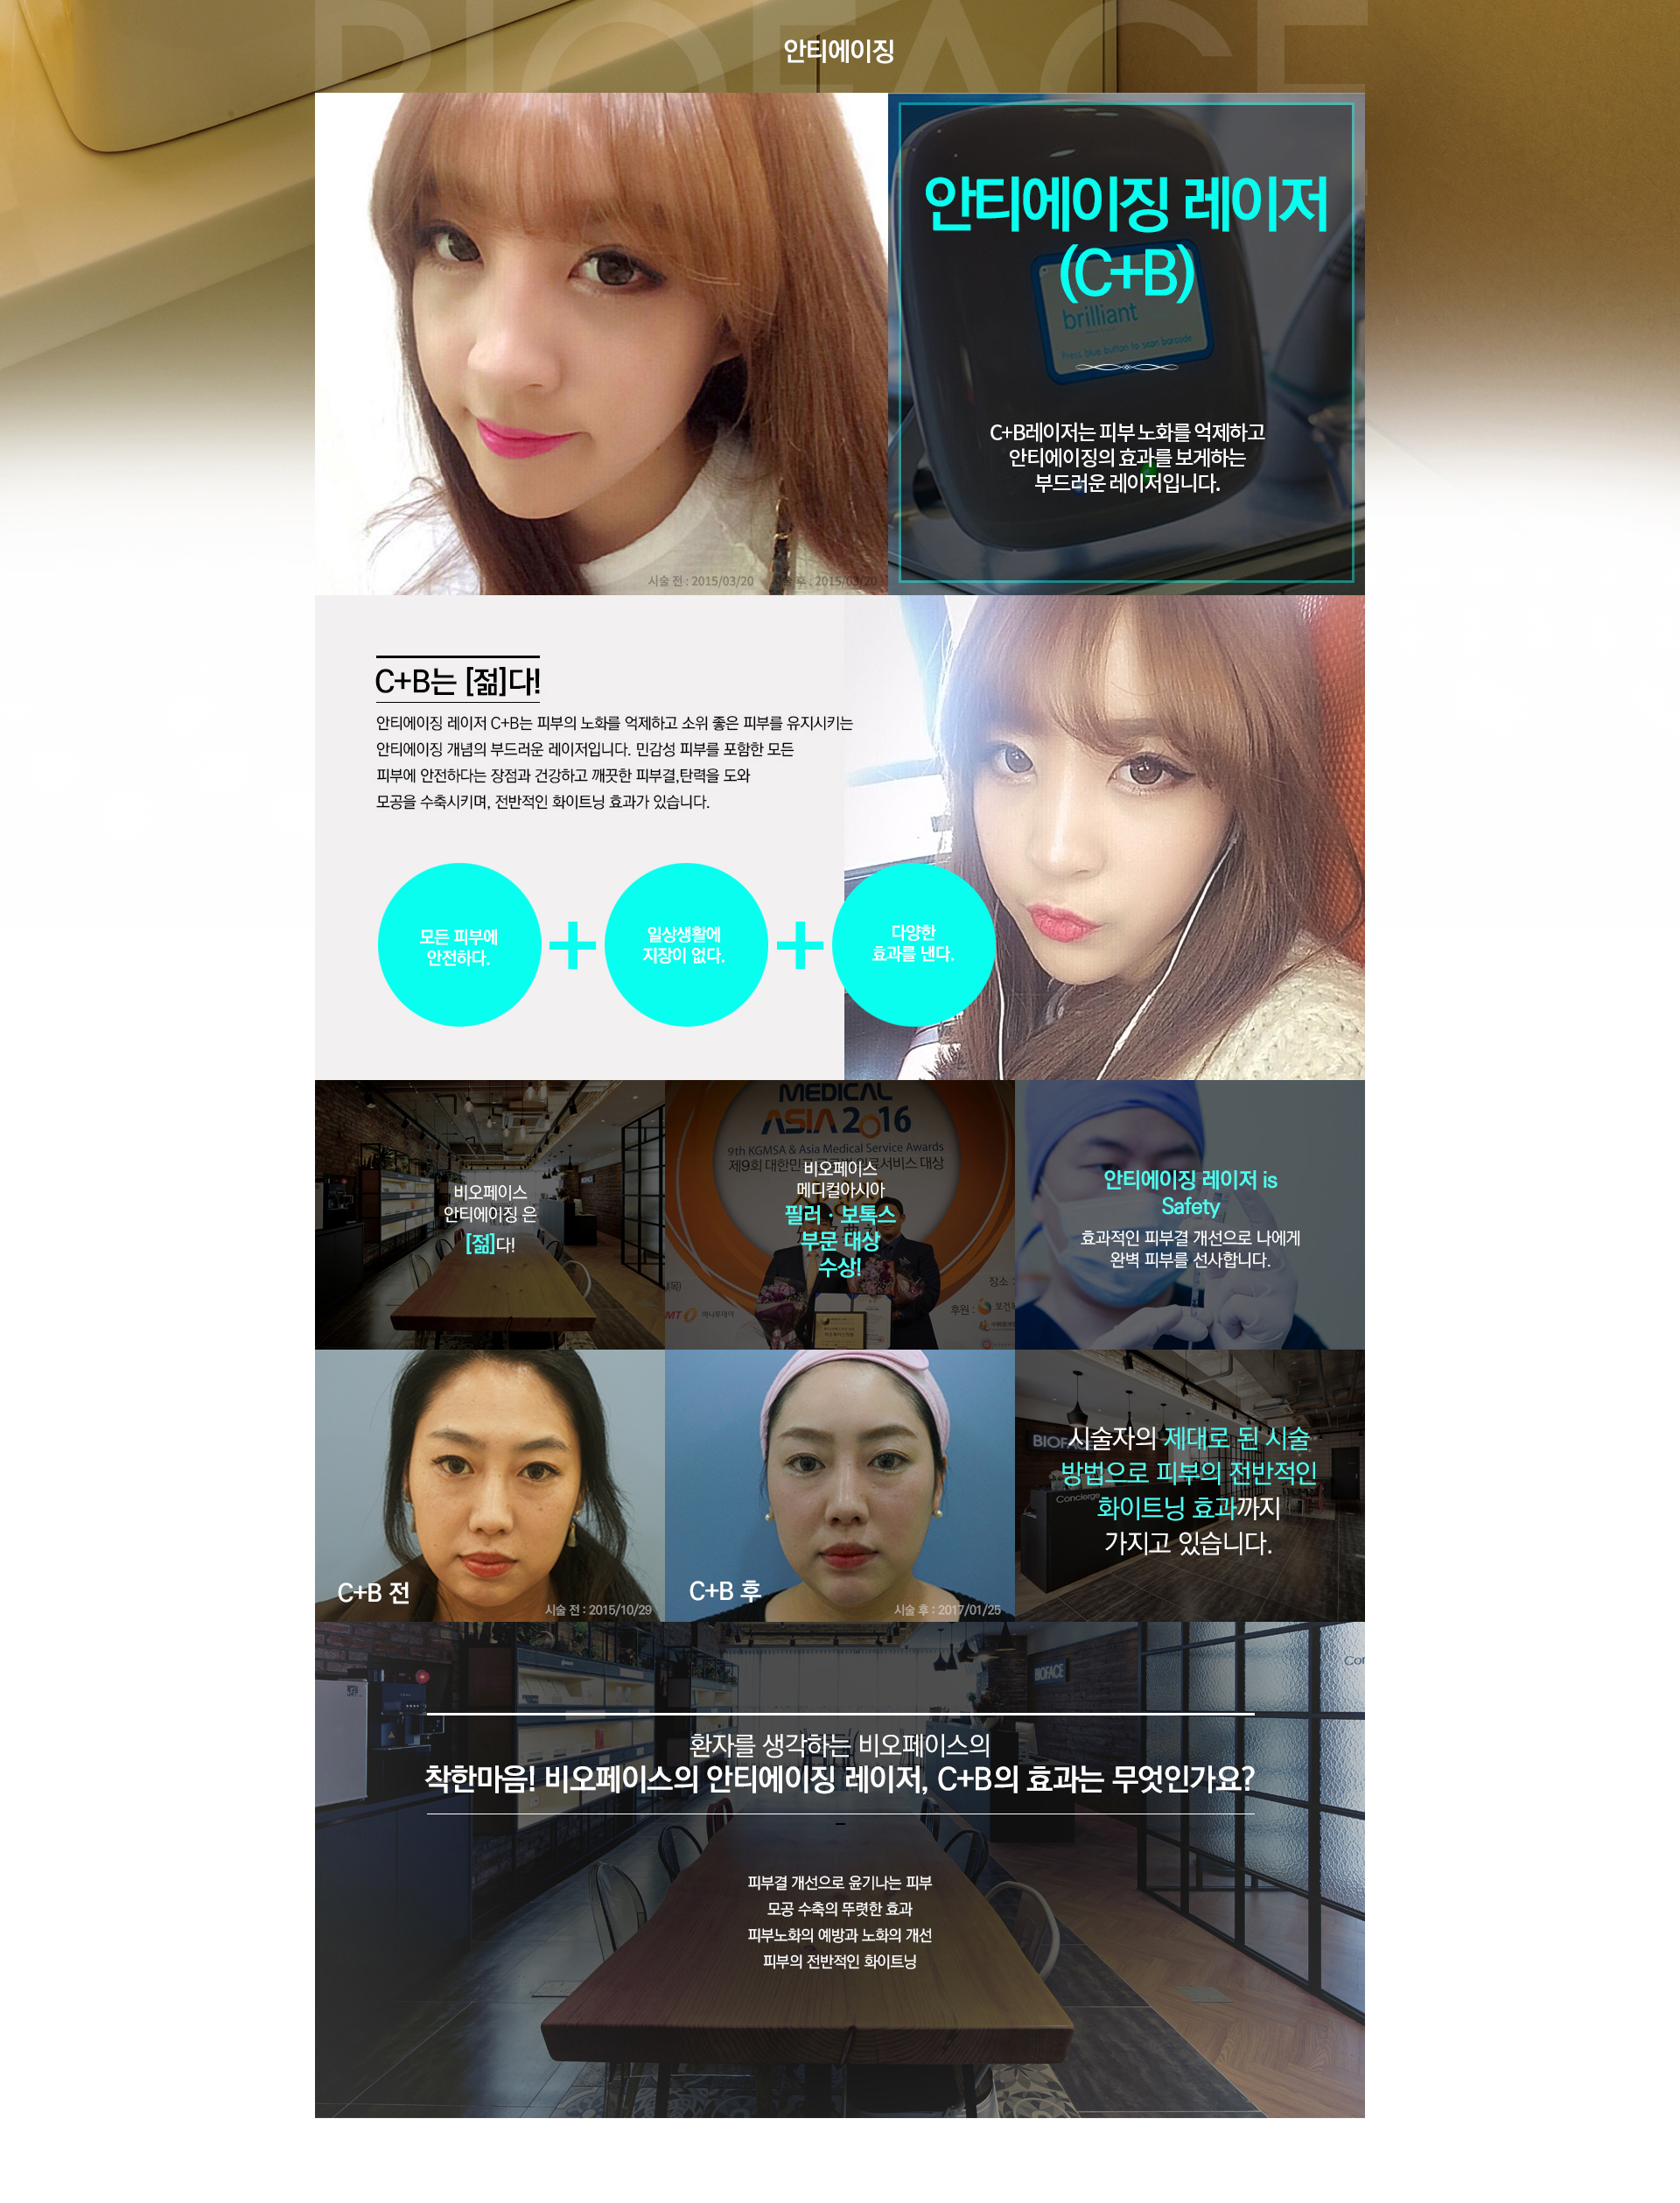 BIOFACE
안티에이징
안티에이징 레이저
(C+B)
brilliant
Press blue button to scan barcode
C+B레이저는 피부 노화를 억제하고
안티에이징의 효과를 보게하는
부드러운 레이저입니다.
시술 전 : 2015/03/20
시술 후 : 2015/03/20
C+B는 [젊]다!
안티에이징 레이저 C+B는 피부의 노화를 억제하고 소위 좋은 피부를 유지시키는
안티에이징 개념의 부드러운 레이저입니다. 민감성 피부를 포함한 모든
피부에 안전하다는 장점과 건강하고 깨끗한 피부결,탄력을 도와
모공을 수축시키며, 전반적인 화이트닝 효과가 있습니다.
모든 피부에
안전하다.
+
일상생활에
지장이 없다.
+
다양한
효과를 낸다.
비오페이스
안티에이징 은
[젊]다!
MEDICAL
ASIA 2016
9th KGMSA & Asia Medical Service Awards
제9회 대한민국 의료서비스 대상
비오페이스
메디컬아시아
필러 · 보톡스
부문 대상
수상!
장소 :
후원 :
MT 머니투데이
안티에이징 레이저 is
Safety
효과적인 피부결 개선으로 나에게
완벽 피부를 선사합니다.
C+B 전
시술 전 : 2015/10/29
C+B 후
시술 후 : 2017/01/25
BIOFACE
Concierge
시술자의 제대로 된 시술
방법으로 피부의 전반적인
화이트닝 효과까지
가지고 있습니다.
BIOFACE
환자를 생각하는 비오페이스의
착한마음! 비오페이스의 안티에이징 레이저, C+B의 효과는 무엇인가요?
피부결 개선으로 윤기나는 피부
모공 수축의 뚜렷한 효과
피부노화의 예방과 노화의 개선
피부의 전반적인 화이트닝